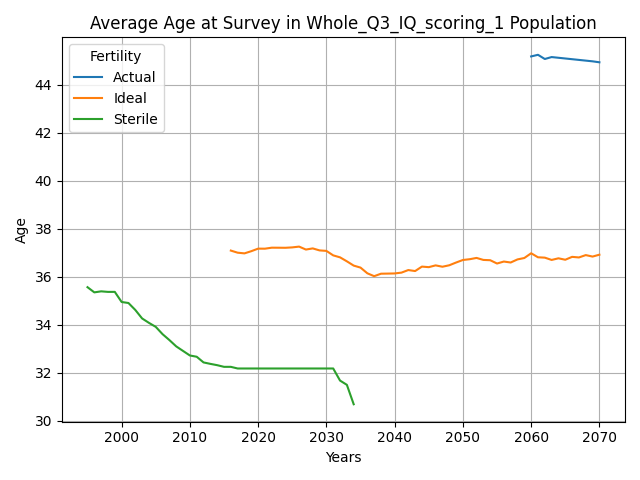 Average Age at Survey in Whole_Q3_IQ_scoring_1 Population
Fertility
Actual
Ideal
Sterile
Age
44
42
40
38
36
34
32
30
2000
2010
2020
2030
2040
2050
2060
2070
Years